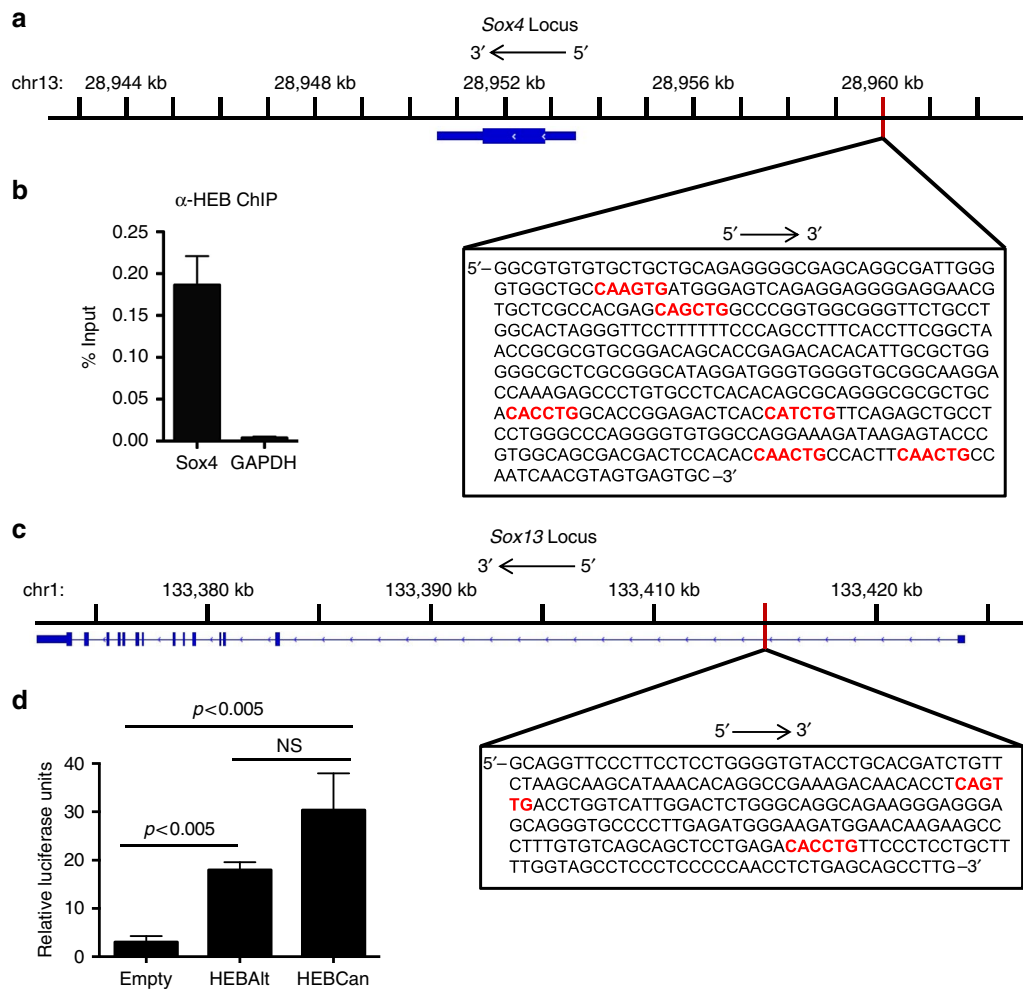 a
Sox4 Locus
3′ 5′
chr13: 28,944 kb 28,948 kb 28,952 kb 28,956 kb 28,960 kb
b
α-HEB ChIP
0.25
0.20
0.15
0.10
0.05
0.00
% Input
Sox4 GAPDH
5′ 3′
5′–GGCGTGTGTGCTGCTGCAGAGGGGCGAGCAGGCGATTGGG
GTGGCTGCCAAGTGATGGGAGTCAGAGGAGGGGAGGAACG
TGCTCGCCACGAGCAGCTGGCCCGGTGGCGGGTTCTGCCT
GGCACTAGGGTTCCTTTTTTCCCAGCCTTTCACCTTCGGCTA
ACCGCGCGTGCGGACAGCACCGAGACACACATTGCGCTGG
GGGCGCTCGCGGGCATAGGATGGGTGGGGTGCGGCAAGGA
CCAAAGAGCCCTGTGCCTCACACAGCGCAGGGCGCGCTGC
ACACCTGGCACCGGAGACTCACCATCTGTTCAGAGCTGCCT
CCTGGGCCCAGGGGTGTGGCCAGGAAAGATAAGAGTACCC
GTGGCAGCGACGACTCCACACCAACTGCCACTTCAACTGCC
AATCAACGTAGTGAGTGC–3′
c
Sox13 Locus
3′ 5′
chr1: 133,380 kb 133,390 kb 133,410 kb 133,420 kb
d
p<0.005
NS
p<0.005
40
30
20
10
0
Relative luciferase units
Empty HEBAlt HEBCan
5′ 3′
5′–GCAGGTTCCCTTCCTCCTGGGGTGTACCTGCACGATCTGTT
CTAAGCAAGCATAAACACAGGCCGAAAGACAACACCTCAGT
TGACCTGGTCATTGGACTCTGGGCAGGCAGAAGGGAGGGA
GCAGGGTGCCCCTTGAGATGGGAAGATGGAACAAGAAGCC
CTTTGTGTCAGCAGCTCCTGAGACACCTGTTCCCTCCTGCTT
TTGGTAGCCTCCCTCCCCCAACCTCTGAGCAGCCTTG–3′